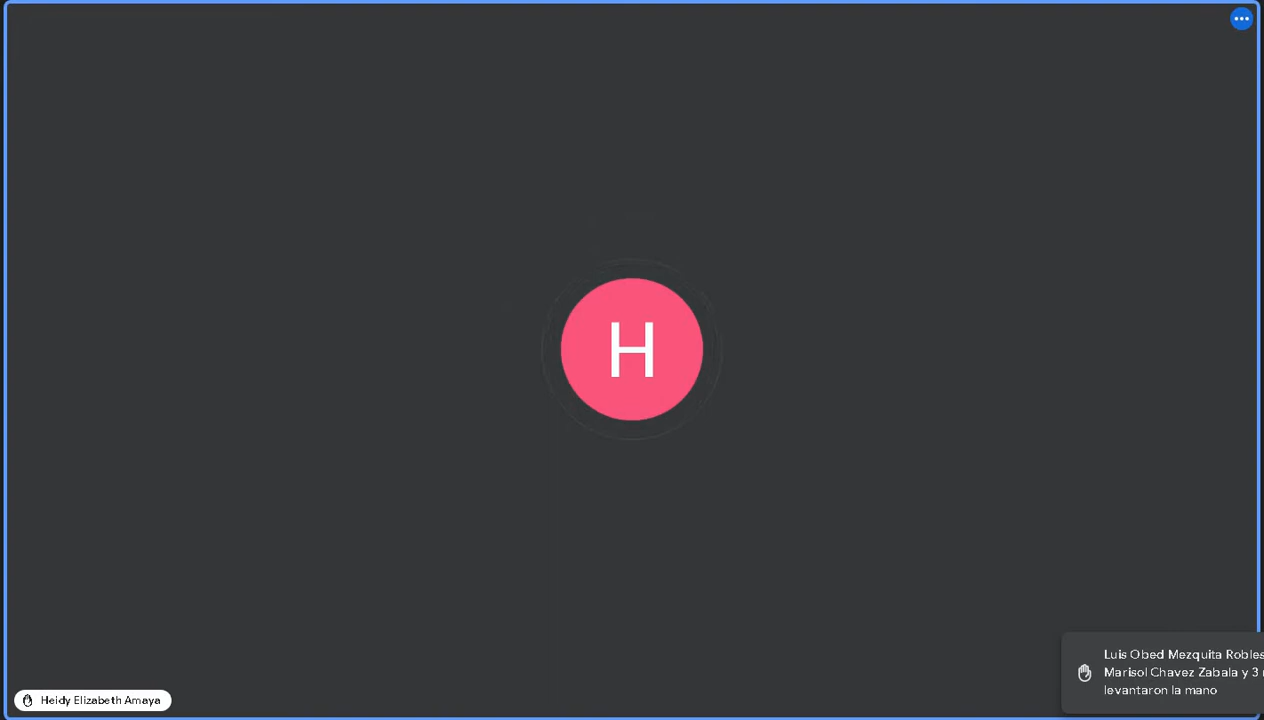 H
Heidy Elizabeth Amaya
Luis Obed Mezquita Robles
Marisol Chavez Zabala y 3
levantaron la mano